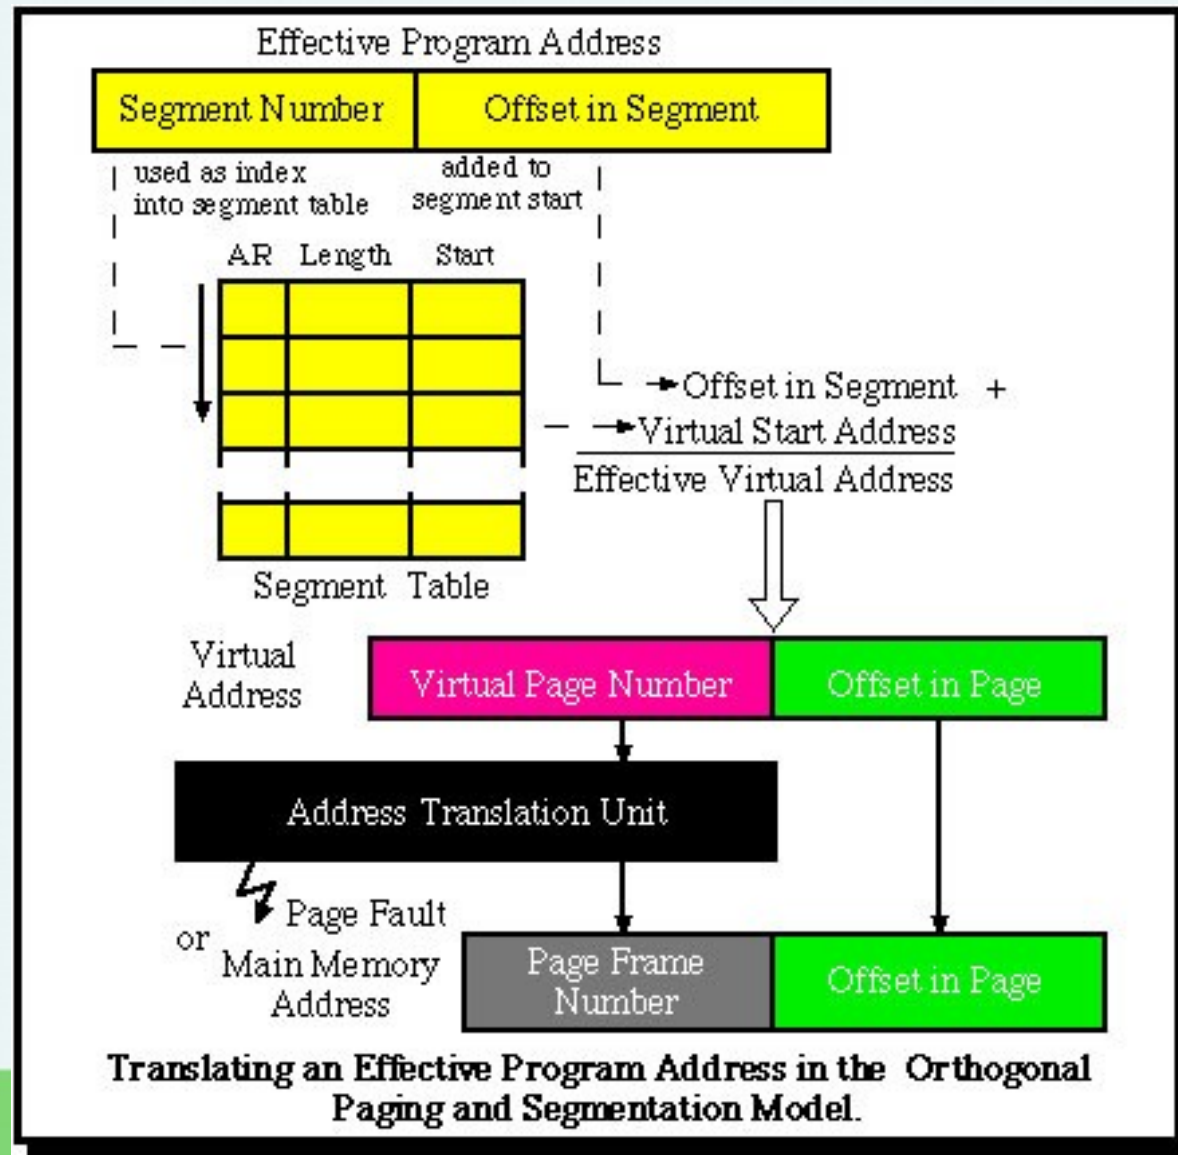 Effective Program Address
Segment Number
Offset in Segment
used as index
into segment table
added to
segment start
AR Length Start
Offset in Segment +
Virtual Start Address
Effective Virtual Address
Segment Table
Virtual
Address
Virtual Page Number
Offset in Page
Address Translation Unit
Page Fault
or
Main Memory
Address
Page Frame
Number
Offset in Page
Translating an Effective Program Address in the Orthogonal
Paging and Segmentation Model.